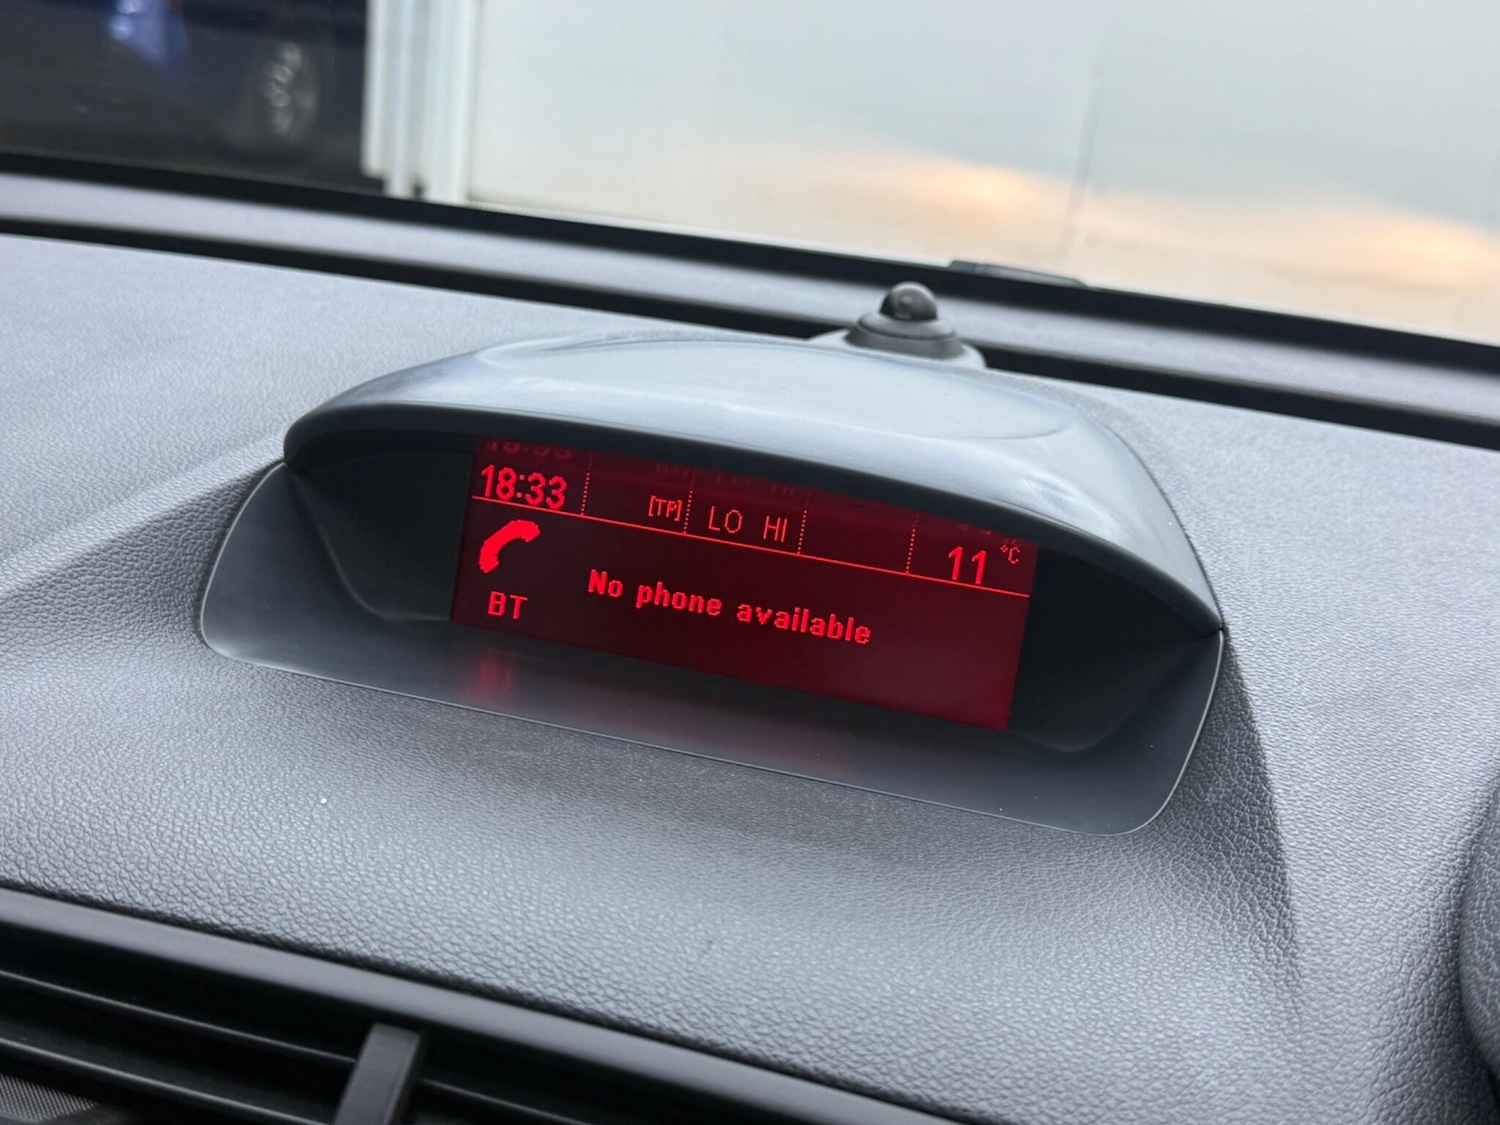 18:33 [TP] LO HI 11 °C
No phone available
BT